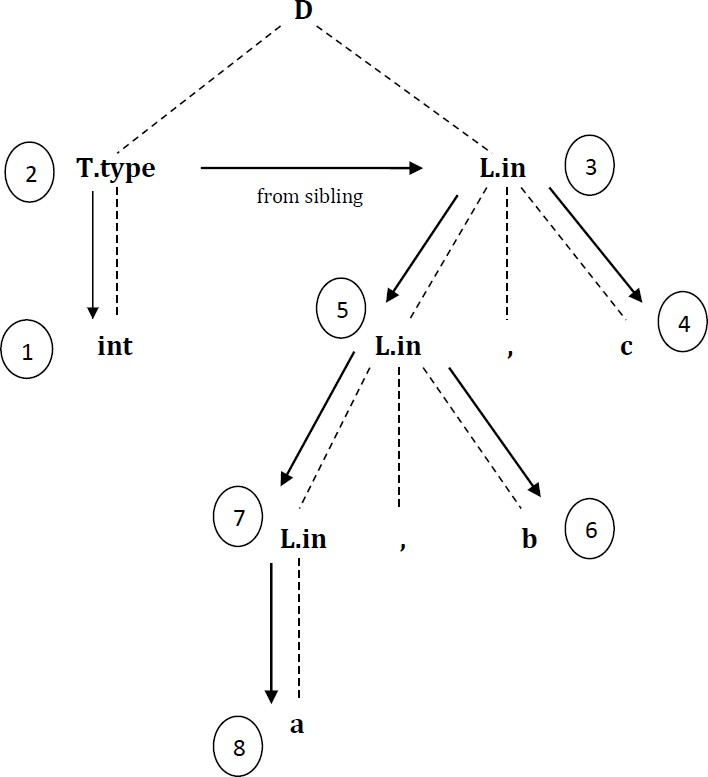 D
2 T.type L.in 3
from sibling
5 4
1 int L.in , c
7 6
L.in , b
a
8